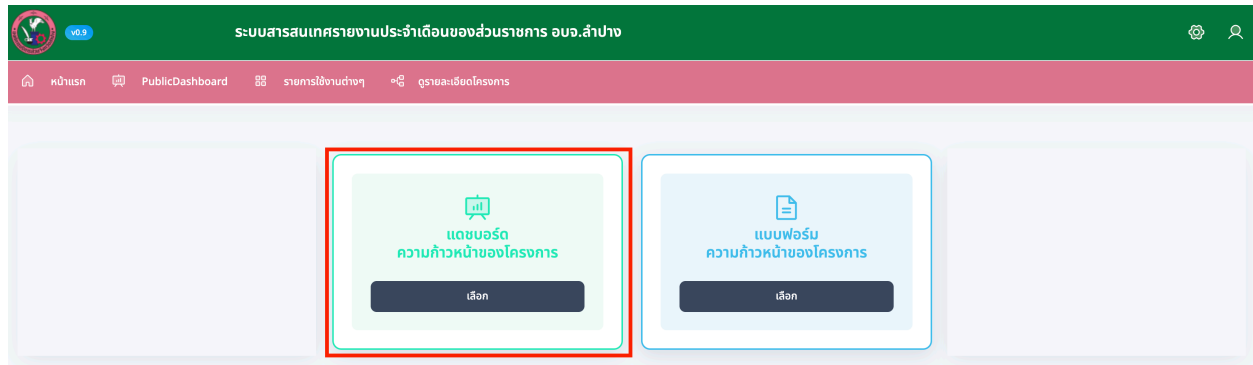 v0.9
ระบบสารสนเทศรายงานประจำเดือนของส่วนราชการ อบจ.ลำปาง
หน้าแรก PublicDashboard รายการใช้งานต่างๆ ดูรายละเอียดโครงการ
แดชบอร์ด
ความก้าวหน้าของโครงการ
เลือก
แบบฟอร์ม
ความก้าวหน้าของโครงการ
เลือก